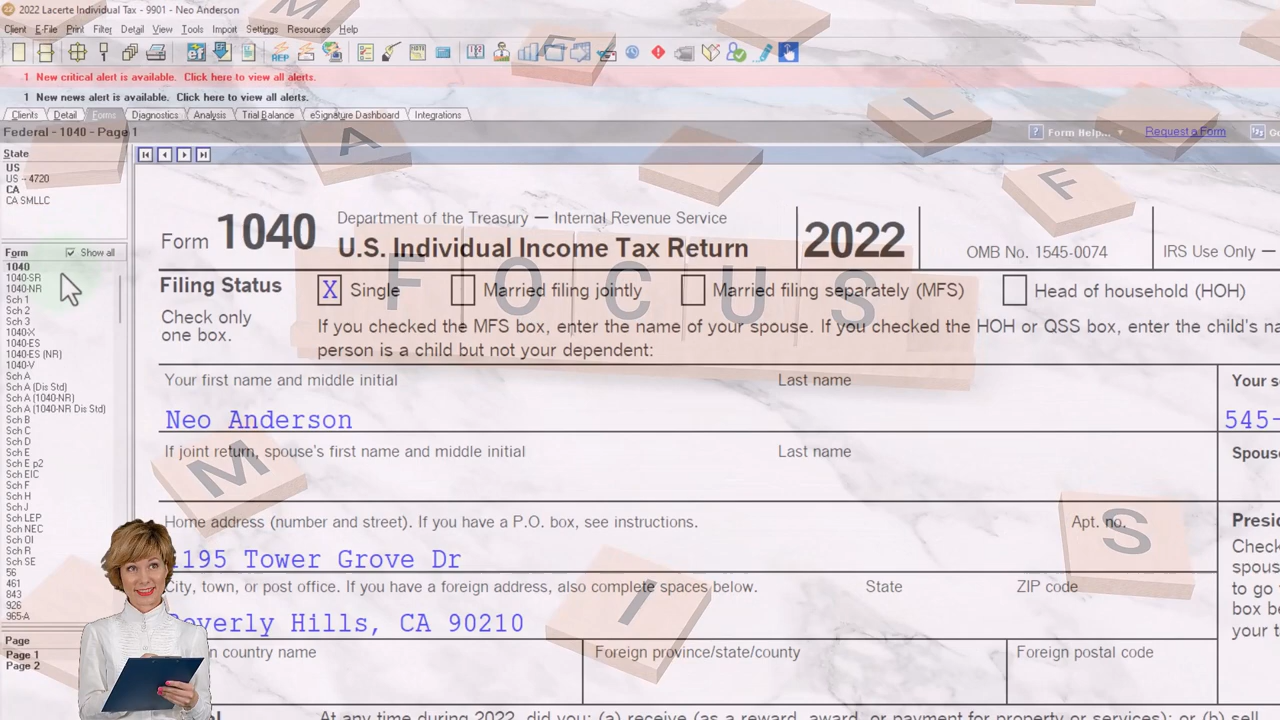 2022 Lacerte Individual Tax - 9901 - Neo Anderson
Client E-File Print Filter Detail View Tools Import Settings Resources Help
1 New critical alert is available. Click here to view all alerts.
1 New news alert is available. Click here to view all alerts.
Clients Detail Forms Diagnostics Analysis Trial Balance eSignature Dashboard Integrations
Federal - 1040 - Page 1
Form Help... Request a Form
State
US
US - 4720
CA
CA SMLLC
Form Show all
1040
1040-SR
1040-NR
Sch 1
Sch 2
Sch 3
1040-X
1040-ES
1040-ES (NR)
1040-V
Sch A
Sch A (Dis Std)
Sch A (1040-NR)
Sch A (1040-NR Dis Std)
Sch B
Sch C
Sch D
Sch E
Sch E p2
Sch EIC
Sch F
Sch H
Sch J
Sch LEP
Sch NEC
Sch OI
Sch R
Sch SE
56
461
843
926
965-A
Page
Page 1
Page 2
Form 1040 Department of the Treasury — Internal Revenue Service
U.S. Individual Income Tax Return 2022 OMB No. 1545-0074 IRS Use Only —
Filing Status X Single Married filing jointly Married filing separately (MFS) Head of household (HOH)
Check only
one box.
If you checked the MFS box, enter the name of your spouse. If you checked the HOH or QSS box, enter the child's
person is a child but not your dependent:
Your first name and middle initial Last name Your
Neo Anderson 545-
If joint return, spouse's first name and middle initial Last name
Home address (number and street). If you have a P.O. box, see instructions. Apt. no.
1195 Tower Grove Dr
City, town, or post office. If you have a foreign address, also complete spaces below. State ZIP code
Beverly Hills, CA 90210
country name Foreign province/state/county Foreign postal code
Check
spous
to go
box be
your t
At any time during 2022, did you: (a) receive (as a reward, award, or payment for property or services); or (b) sell,
FOCUS
A
M
F
L
F
M
I
S